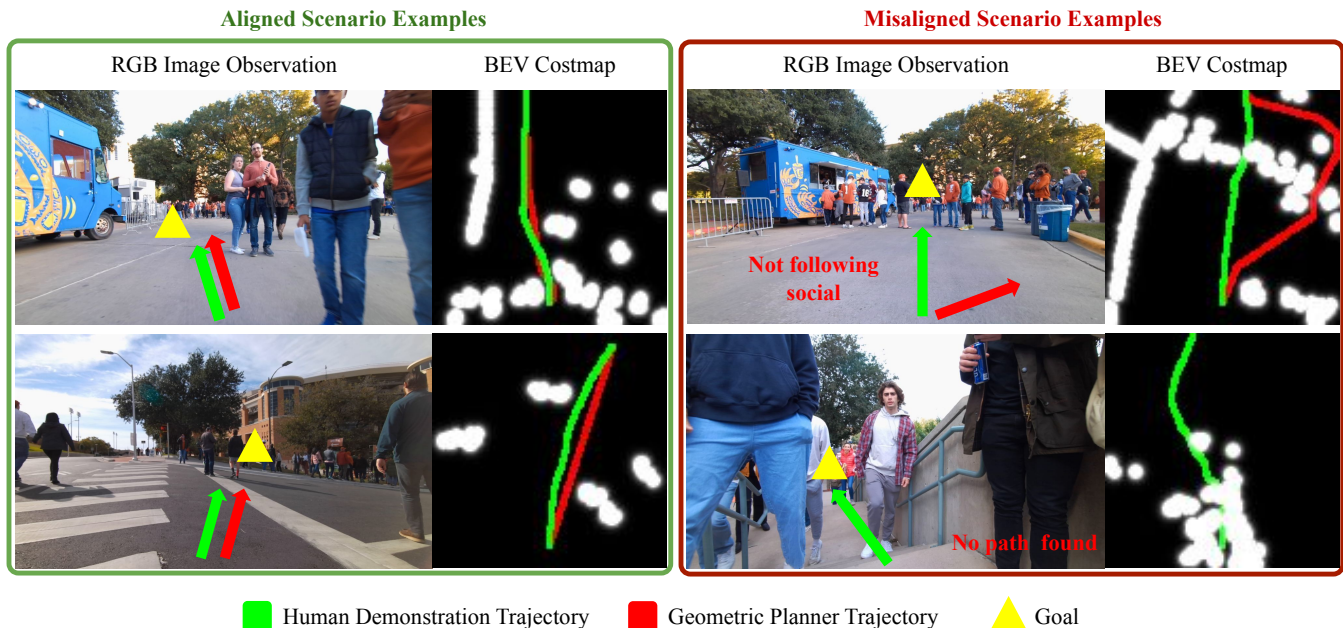 Aligned Scenario Examples
Misaligned Scenario Examples
RGB Image Observation
BEV Costmap
RGB Image Observation
BEV Costmap
Not following
social
No path found
Human Demonstration Trajectory
Geometric Planner Trajectory
Goal